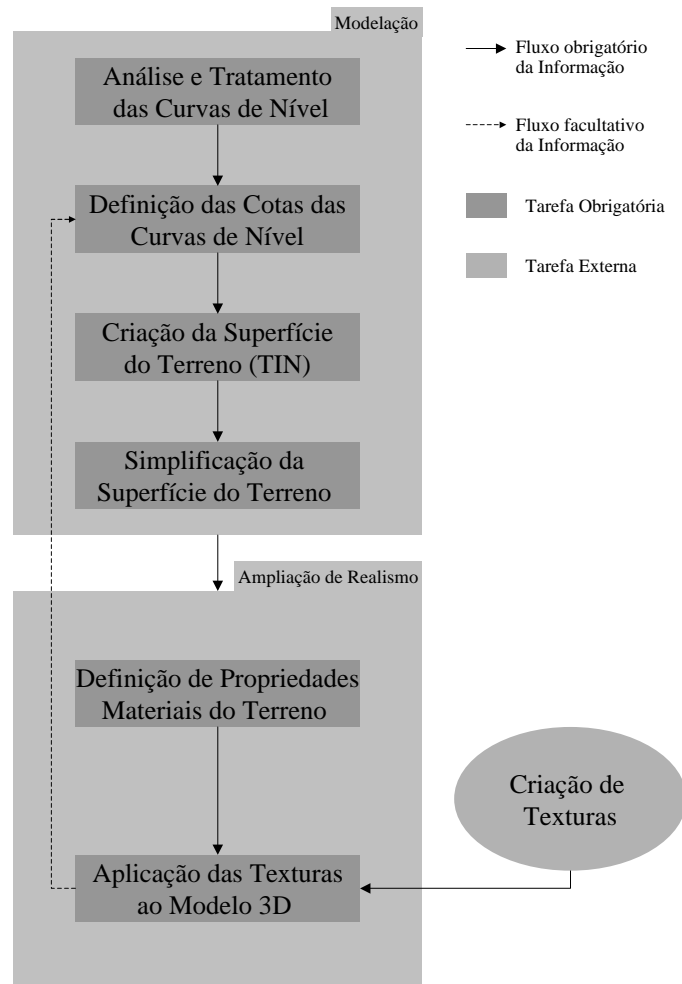 Modelação
Análise e Tratamento
das Curvas de Nível
Definição das Cotas das
Curvas de Nível
Criação da Superfície
do Terreno (TIN)
Simplificação da
Superfície do Terreno
Fluxo obrigatório
da Informação
Fluxo facultativo
da Informação
Tarefa Obrigatória
Tarefa Externa
Ampliação de Realismo
Definição de Propriedades
Materiais do Terreno
Aplicação das Texturas
ao Modelo 3D
Criação de
Texturas